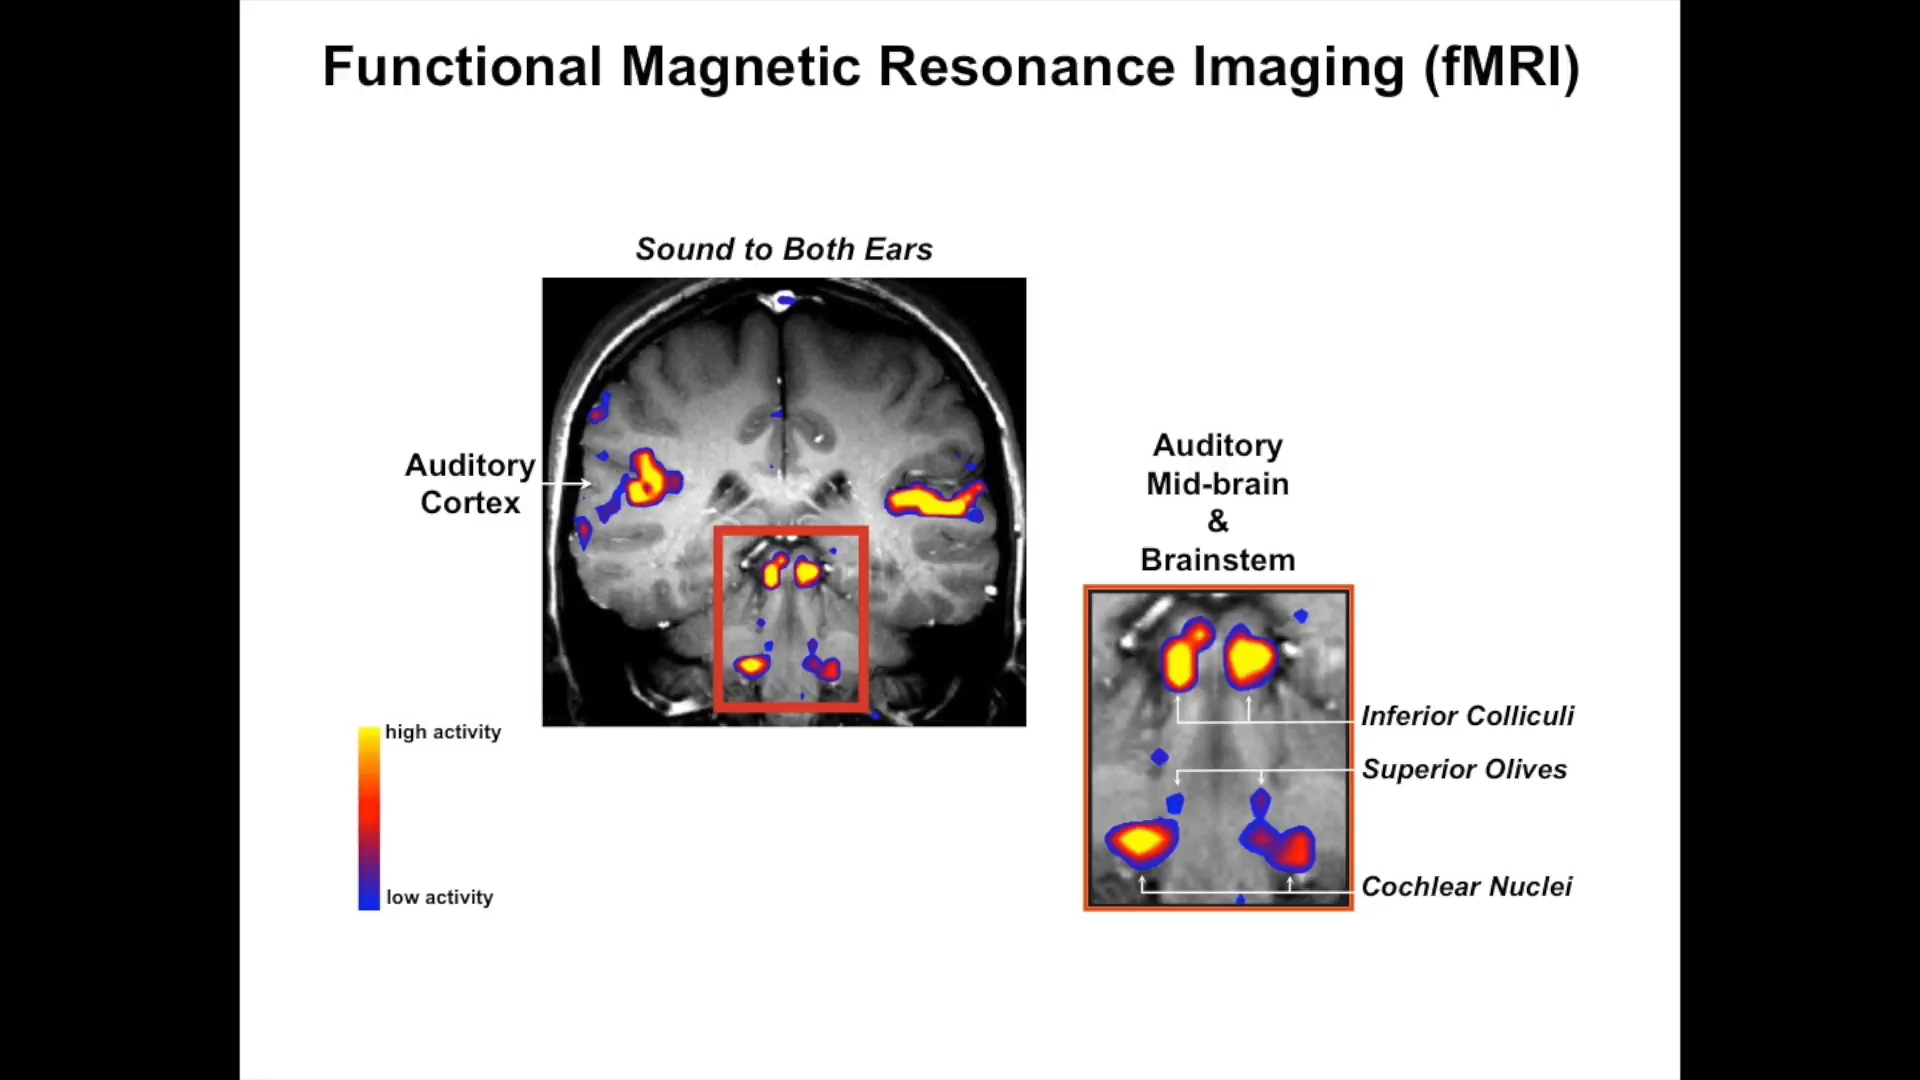 Functional Magnetic Resonance Imaging (fMRI)
Sound to Both Ears
Auditory
Cortex
high activity
low activity
Auditory
Mid-brain
&
Brainstem
Inferior Colliculi
Superior Olives
Cochlear Nuclei